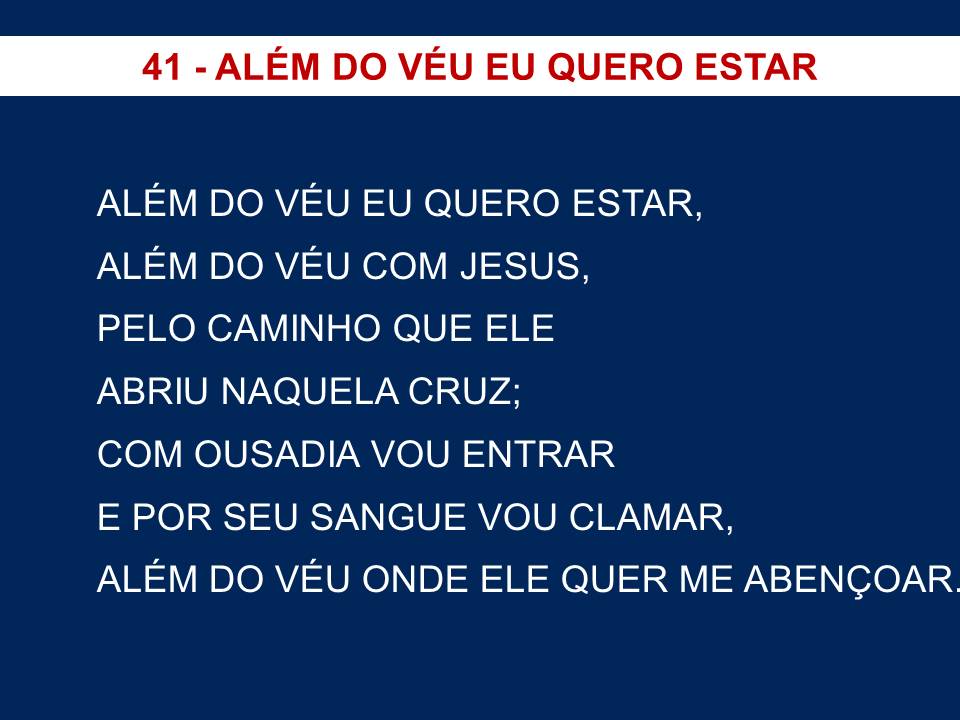 41 - ALÉM DO VÉU EU QUERO ESTAR
ALÉM DO VÉU EU QUERO ESTAR,
ALÉM DO VÉU COM JESUS,
PELO CAMINHO QUE ELE
ABRIU NAQUELA CRUZ;
COM OUSADIA VOU ENTRAR
E POR SEU SANGUE VOU CLAMAR,
ALÉM DO VÉU ONDE ELE QUER ME ABENÇOAR.